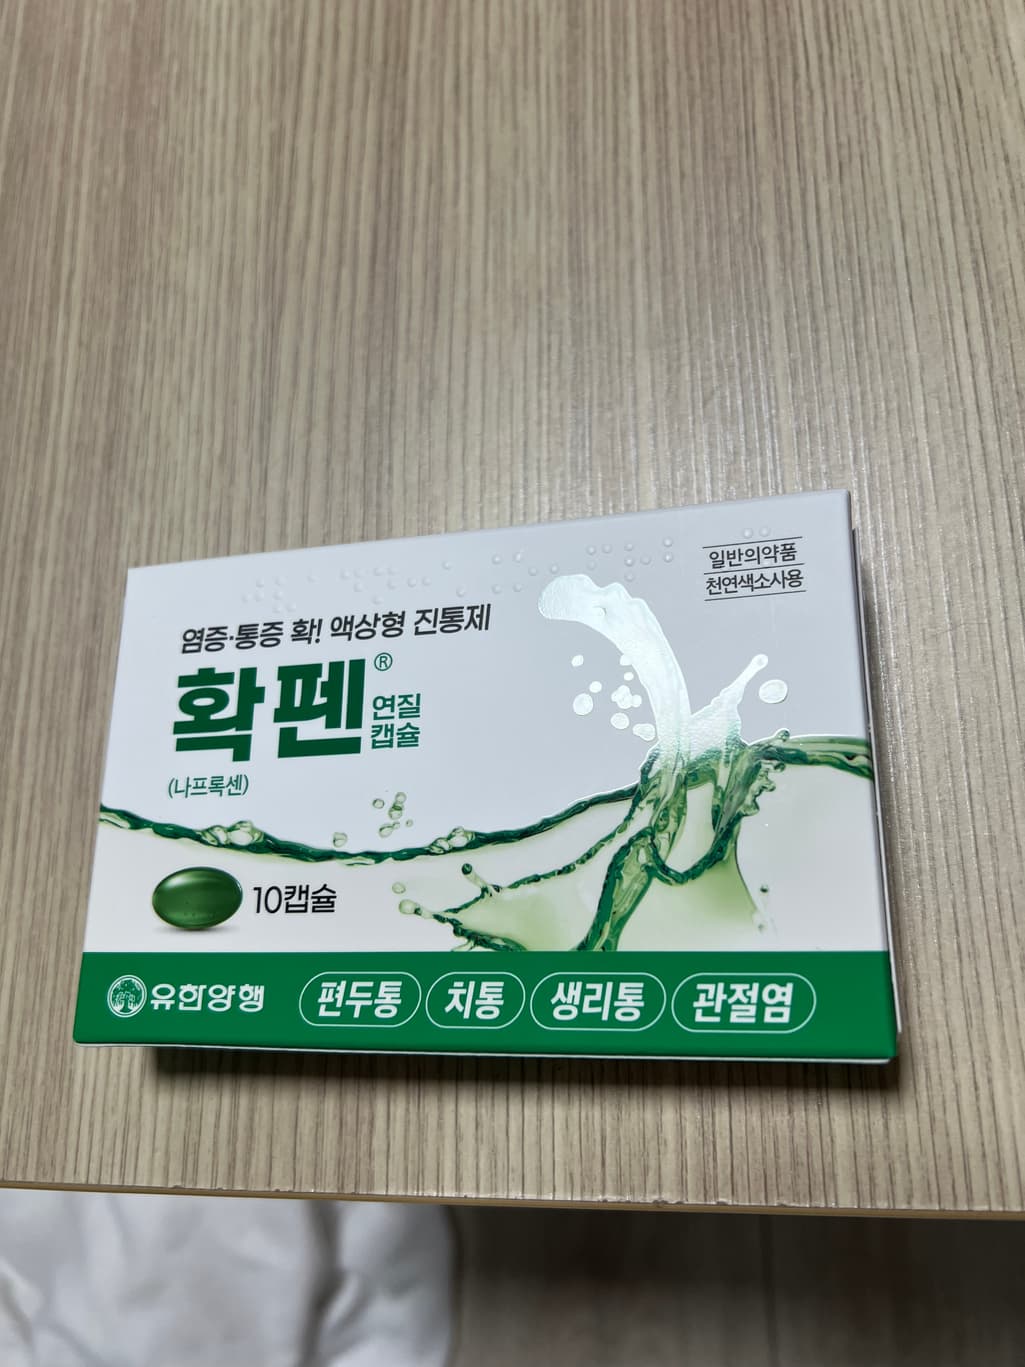 일반의약품
천연색소사용
염증·통증 확! 액상형 진통제
확펜®
연질
캡슐
(나프록센)
10캡슐
유한양행 편두통 치통 생리통 관절염